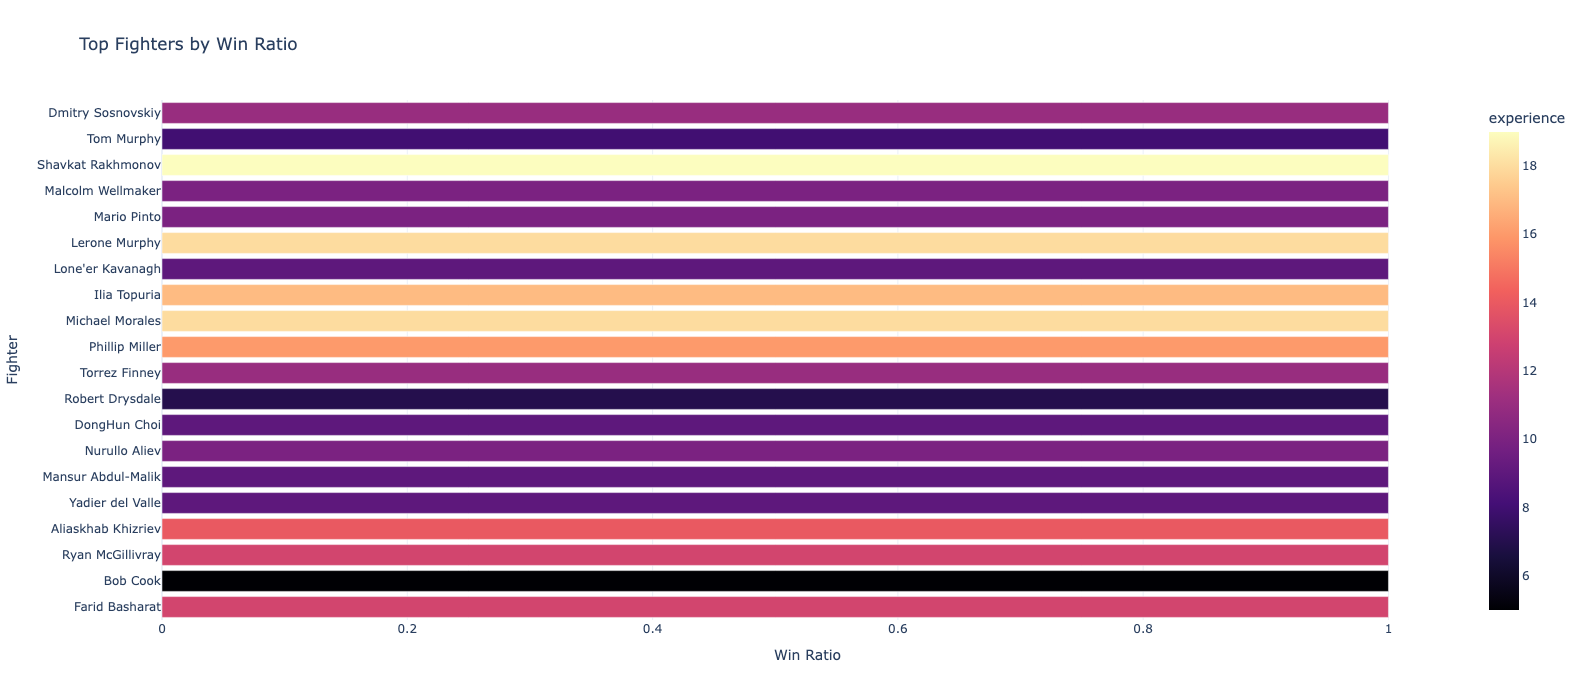 Top Fighters by Win Ratio
experience
Dmitry Sosnovskiy
Tom Murphy
Shavkat Rakhmonov
Malcolm Wellmaker
Mario Pinto
Lerone Murphy
Lone'er Kavanagh
Ilia Topuria
Michael Morales
Phillip Miller
Torrez Finney
Robert Drysdale
DongHun Choi
Nurullo Aliev
Mansur Abdul-Malik
Yadier del Valle
Aliaskhab Khizriev
Ryan McGillivray
Bob Cook
Farid Basharat
Fighter
0 0.2 0.4 0.6 0.8 1
Win Ratio
18
16
14
12
10
8
6